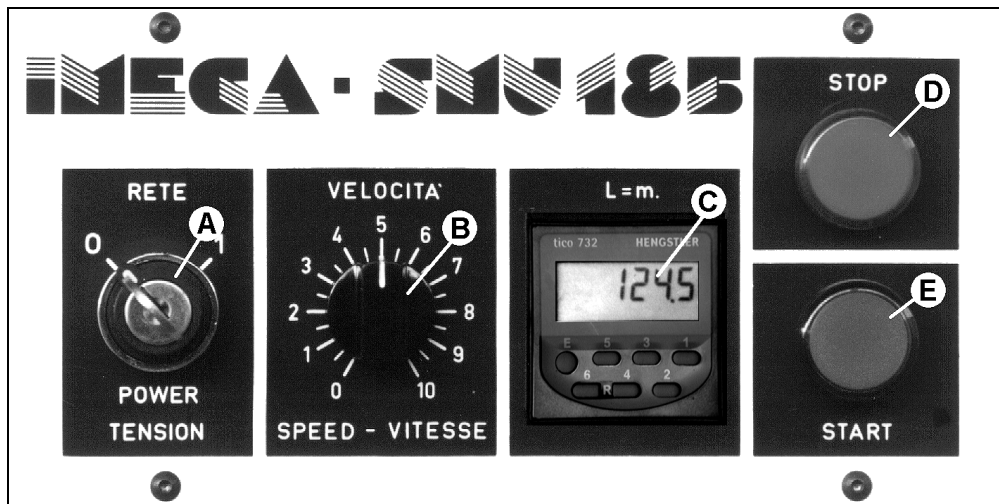 iMEGA · SMU 185
STOP
D
RETE
A
0 1
POWER
TENSION
VELOCITA'
B
0 1 2 3 4 5 6 7 8 9 10
SPEED - VITESSE
L=m.
C
tico 732 HENGSTLER
124.5
E 5 3 1
6 R 4 2
E
START